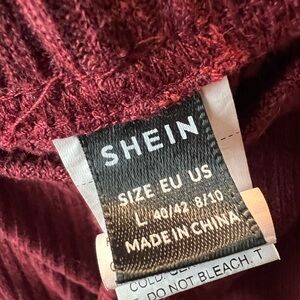 SHEIN
SIZE EU US
L 40/42 8/10
MADE IN CHINA
COLD.
DO NOT BLEACH. T